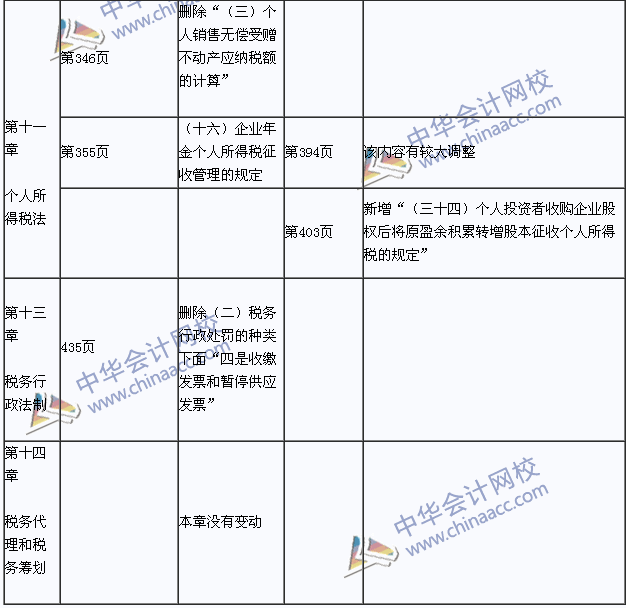 第十一
章
个人所
得税法
第346页
删除“（三）个
人销售无偿受赠
不动产应纳税额
的计算”
第355页
（十六）企业年
金个人所得税征
收管理的规定
第394页
该内容有较大调整
第403页
新增“（三十四）个人投资者收购企业股
权后将原盈余积累转增股本征收个人所得
税的规定”
第十三
章
税务行
政法制
435页
删除（二）税务
行政处罚的种类
下面“四是收缴
发票和暂停供应
发票”
第十四
章
税务代
理和税
务筹划
本章没有变动
中华会计网校
www.chinaacc.com
中华会计网校
www.chinaacc.com
中华会计网校
www.chinaacc.com
中华会计网校
www.chinaacc.com